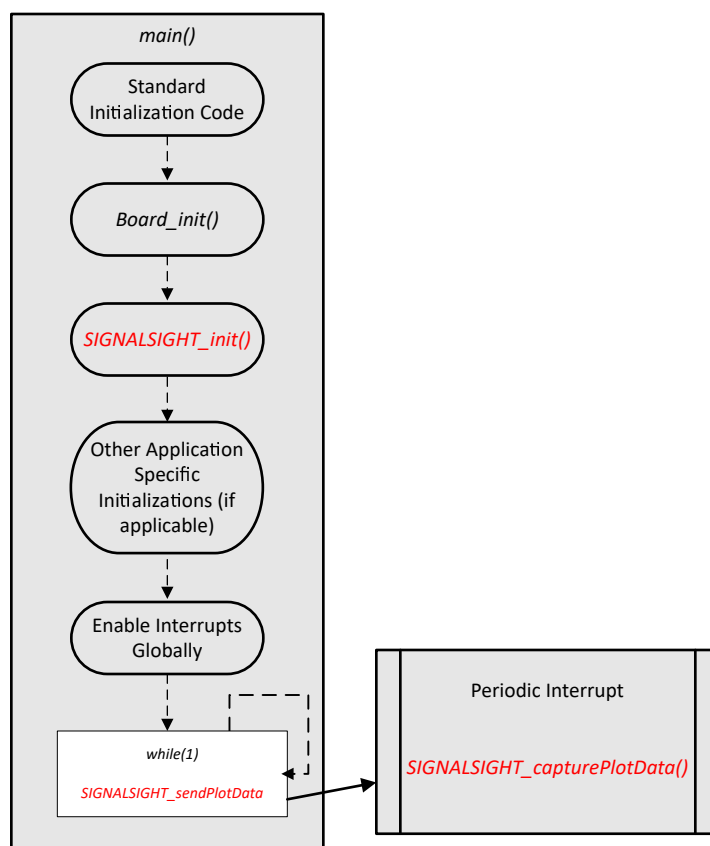 main()
Standard
Initialization Code
Board_init()
SIGNALSIGHT_init()
Other Application
Specific
Initializations (if
applicable)
Enable Interrupts
Globally
while(1)
SIGNALSIGHT_sendPlotData
Periodic Interrupt
SIGNALSIGHT_capturePlotData()